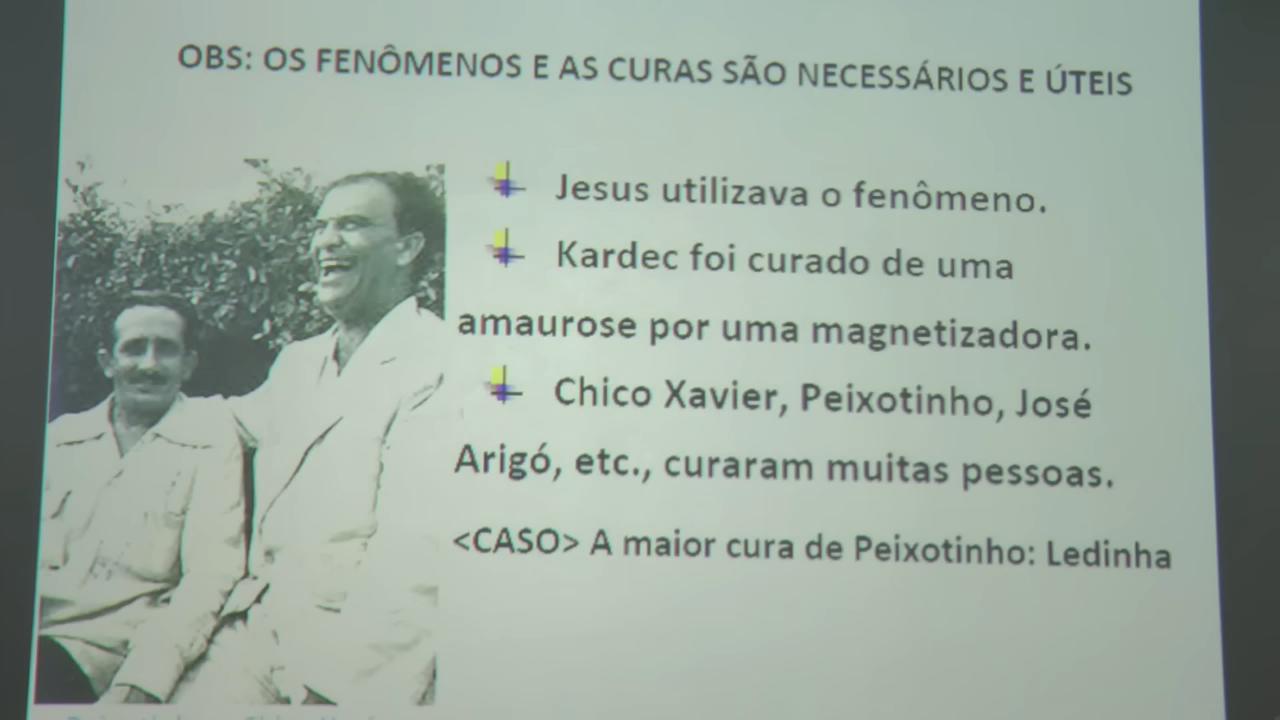 OBS: OS FENÔMENOS E AS CURAS SÃO NECESSÁRIOS E ÚTEIS
Jesus utilizava o fenômeno.
Kardec foi curado de uma
amaurose por uma magnetizadora.
Chico Xavier, Peixotinho, José
Arigó, etc., curaram muitas pessoas.
<CASO> A maior cura de Peixotinho: Ledinha